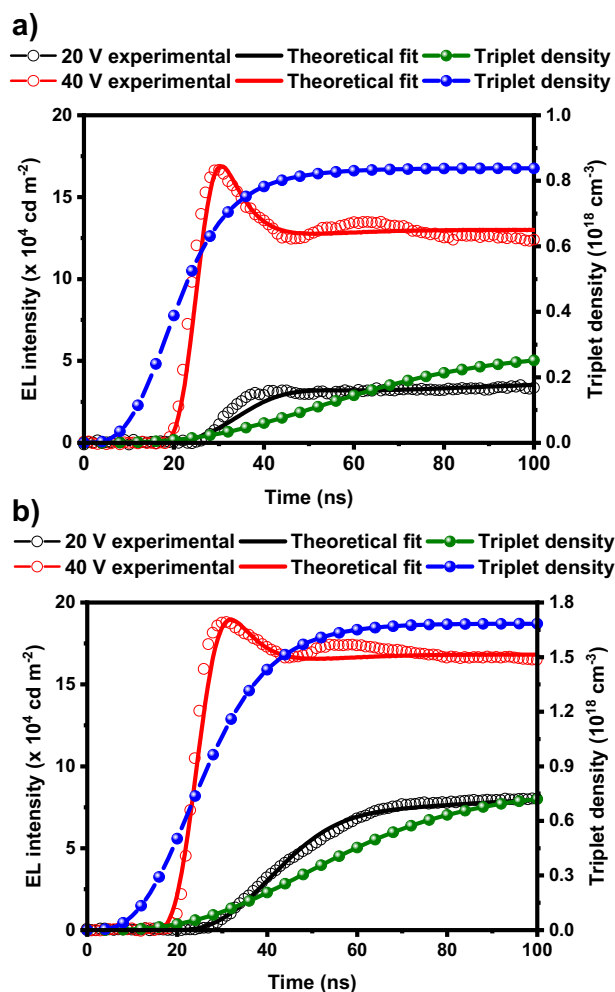 a)
20 V experimental Theoretical fit Triplet density
40 V experimental Theoretical fit Triplet density
20 1.0
15 0.8
10 0.6
5 0.4
0 0.2
0.0
EL intensity (x 10⁴ cd m⁻²)
Triplet density (10¹⁸ cm⁻³)
0 20 40 60 80 100
Time (ns)
b)
20 V experimental Theoretical fit Triplet density
40 V experimental Theoretical fit Triplet density
20 1.8
16 1.5
12 1.2
8 0.9
4 0.6
0 0.3
0.0
EL intensity (x 10⁴ cd m⁻²)
Triplet density (10¹⁸ cm⁻³)
0 20 40 60 80 100
Time (ns)